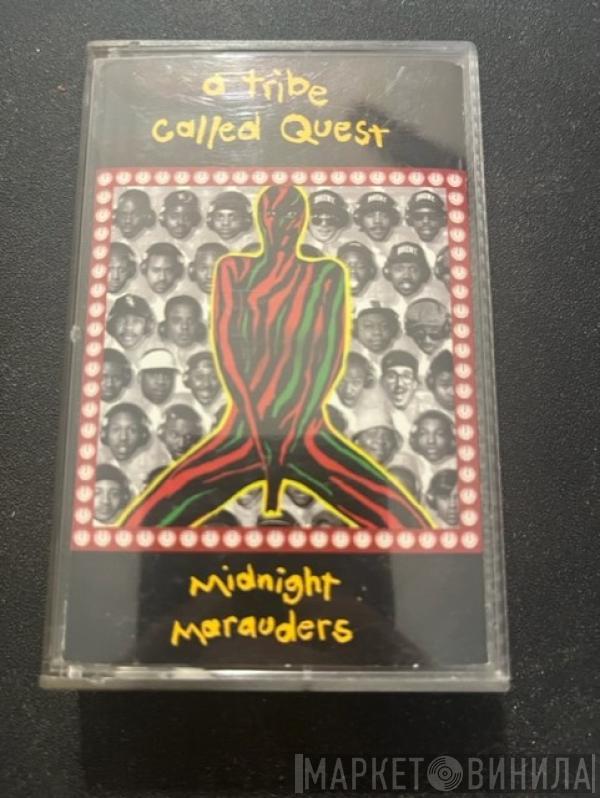 a tribe
called Quest
Midnight
Marauders
МАРКЕТ ВИНИЛА